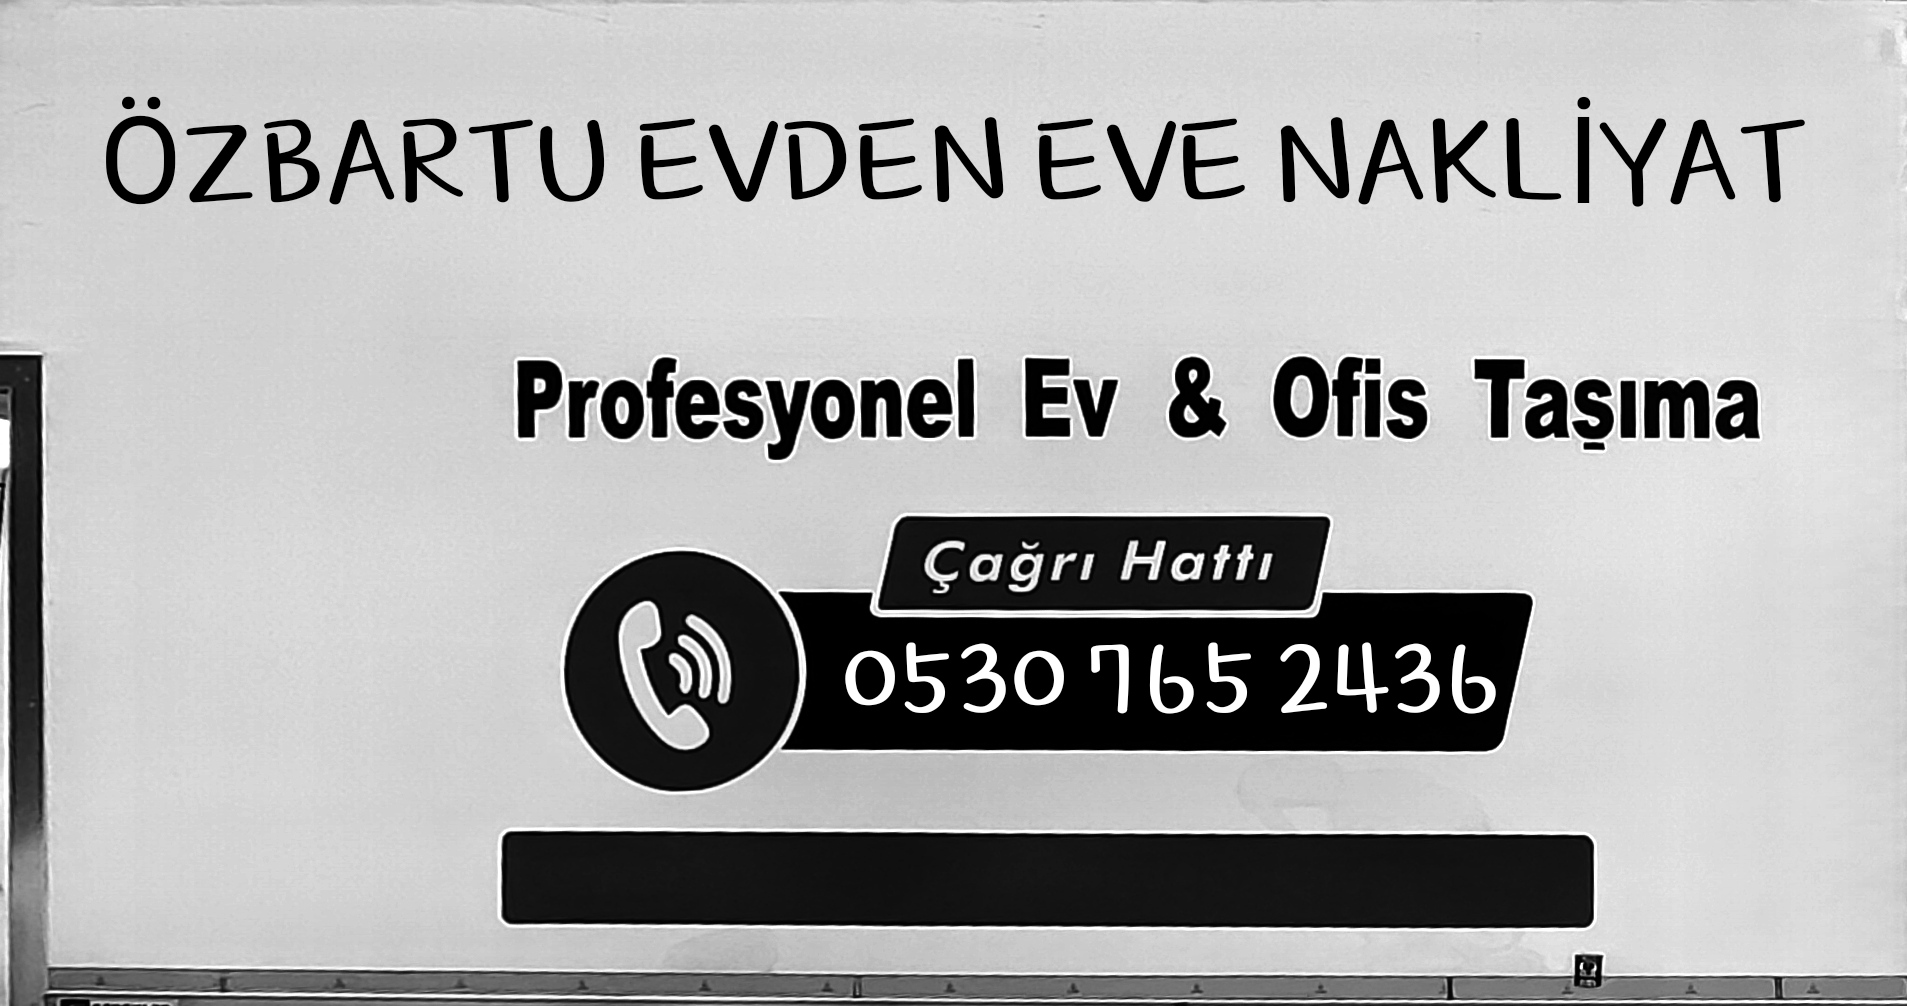 ÖZBARTU EVDEN EVE NAKLİYAT
Profesyonel Ev & Ofis Taşıma
Çağrı Hattı
0530 765 2436